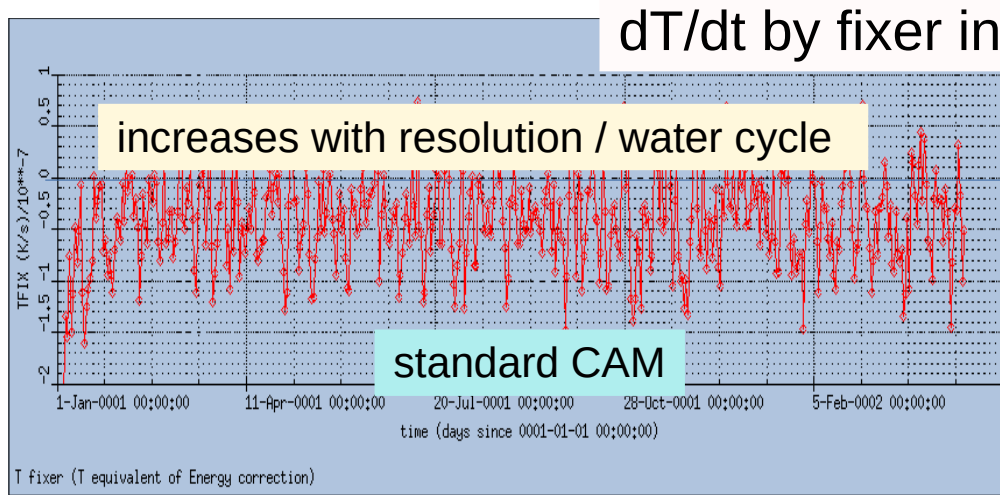 dT/dt by fixer in
increases with resolution / water cycle
standard CAM
TFIX (K/s)/10**-7
1
0.5
0
-0.5
-1
-1.5
-2
1-Jan-0001 00:00:00
11-Apr-0001 00:00:00
20-Jul-0001 00:00:00
28-Oct-0001 00:00:00
5-Feb-0002 00:00:00
time (days since 0001-01-01 00:00:00)
T fixer (T equivalent of Energy correction)